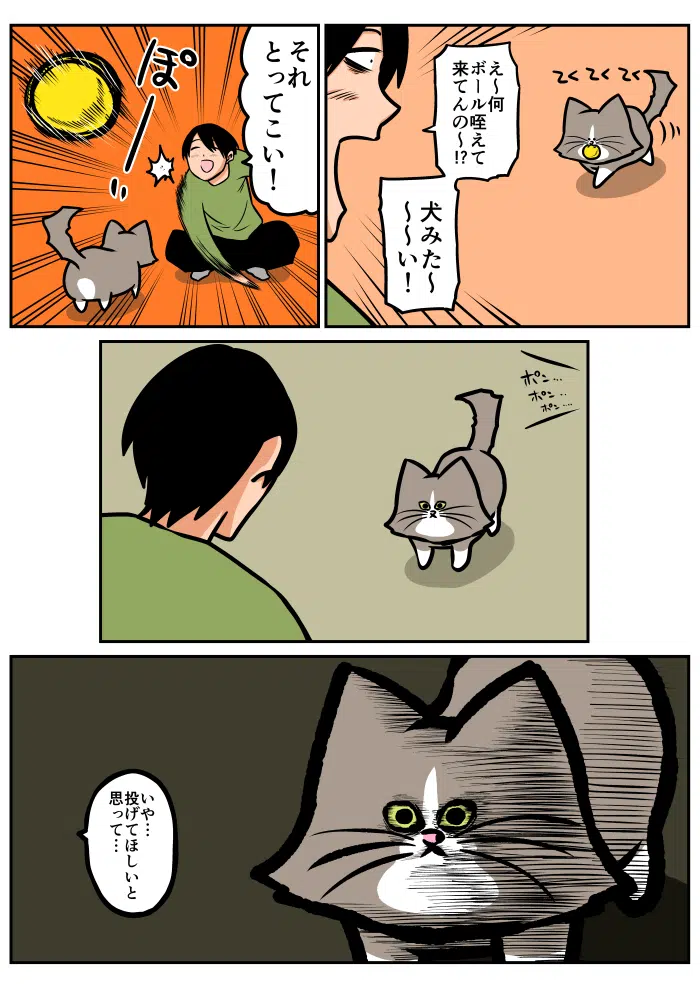 え〜何
ボール咥えて
来てんの〜!?
犬みた〜
〜〜い！
てくてくてく
それ
とってこい！
ぽーい
ポン…
ポン…
ポン…
いや…
投げてほしいと
思って…